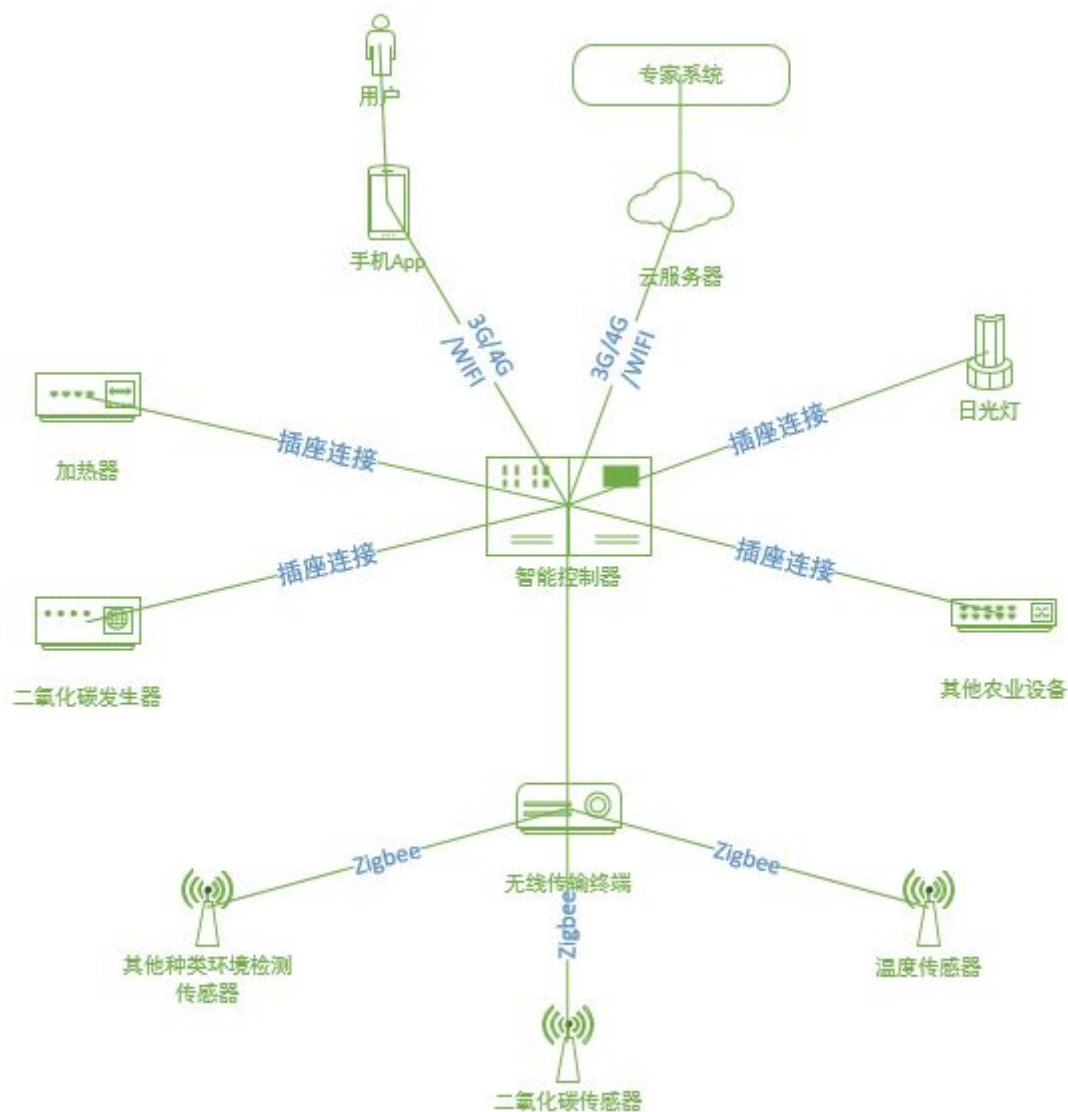 用户
专家系统
手机App
云服务器
3G/4G
/WIFI
3G/4G
/WIFI
日光灯
加热器
插座连接
插座连接
智能控制器
插座连接
插座连接
二氧化碳发生器
其他农业设备
Zigbee
Zigbee
无线传输终端
Zigbee
其他种类环境检测
传感器
温度传感器
二氧化碳传感器